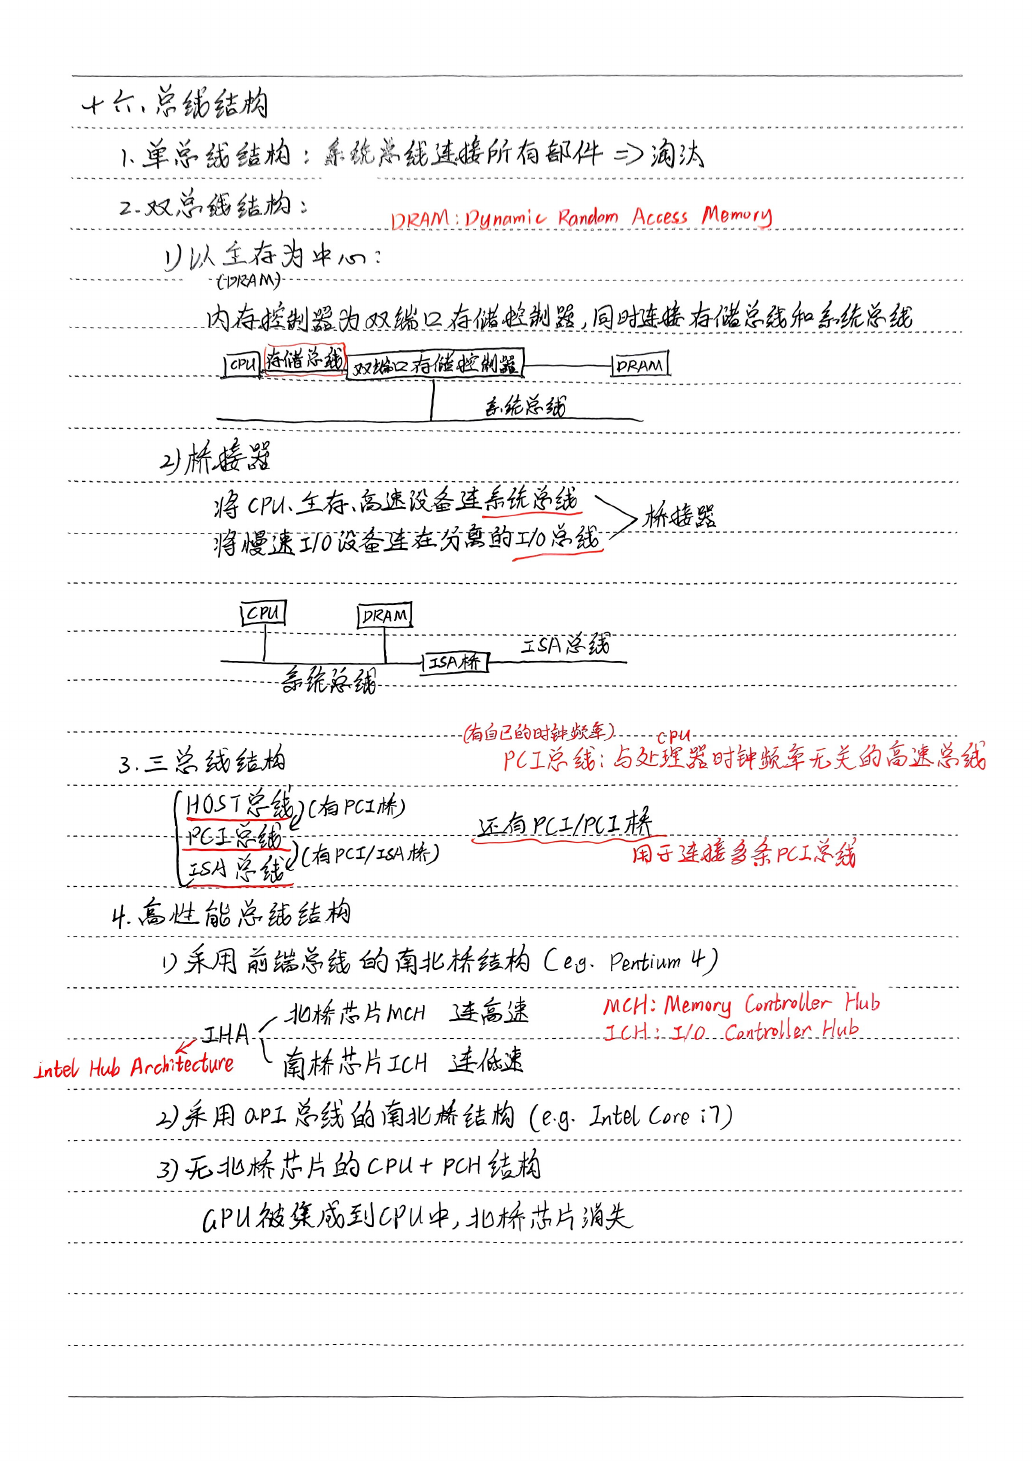 十六、总线结构
1.单总线结构：系统总线连接所有部件 => 淘汰
2.双总线结构：
DRAM：Dynamic Random Access Memory
1)以主存为中心：
(DRAM)
内存控制器为双端口存储控制器，同时连接存储总线和系统总线
CPU 存储总线 双端口存储控制器 DRAM
系统总线
2)桥接器
将CPU、主存、高速设备连系统总线
桥接器
将慢速I/O设备连在分离的I/O总线
CPU DRAM
ISA桥 ISA总线
系统总线
(有自己的时钟频率) CPU
3.三总线结构 PCI总线：与处理器时钟频率无关的高速总线
HOST总线 (有PCI桥)
PCI总线 还有PCI/PCI桥
(有PCI/ISA桥) 用于连接多条PCI总线
ISA总线
4.高性能总线结构
1)采用前端总线的南北桥结构(e.g. Pentium 4)
北桥芯片MCH 连高速 MCH：Memory Controller Hub
IHA ICH：I/O Controller Hub
Intel Hub Architecture 南桥芯片ICH 连低速
2)采用QPI总线的南北桥结构(e.g. Intel Core i7)
3)无北桥芯片的CPU+PCH结构
GPU被集成到CPU中，北桥芯片消失